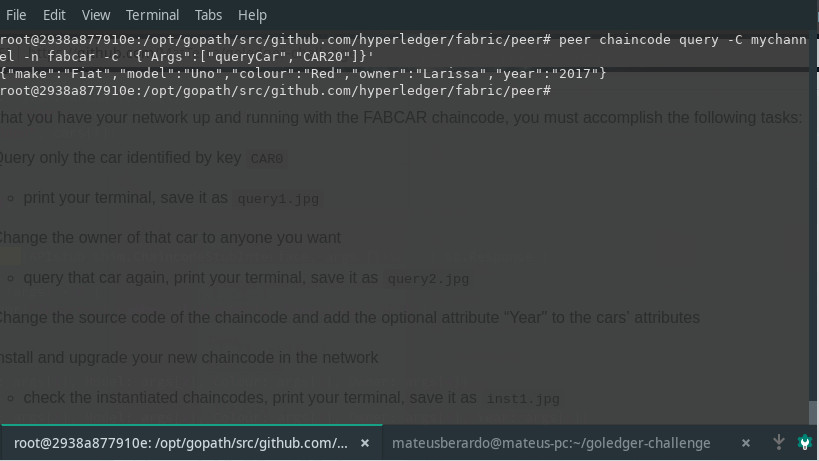 File Edit View Terminal Tabs Help
root@2938a877910e:/opt/gopath/src/github.com/hyperledger/fabric/peer# peer chaincode query -C mychann
el -n fabcar -c '{"Args":["queryCar","CAR20"]}'
{"make":"Fiat","model":"Uno","colour":"Red","owner":"Larissa","year":"2017"}
root@2938a877910e:/opt/gopath/src/github.com/hyperledger/fabric/peer#
that you have your network up and running with the FABCAR chaincode, you must accomplish the following tasks:
Query only the car identified by key CAR0
print your terminal, save it as query1.jpg
Change the owner of that car to anyone you want
query that car again, print your terminal, save it as query2.jpg
Change the source code of the chaincode and add the optional attribute “Year” to the cars’ attributes
nstall and upgrade your new chaincode in the network
check the instantiated chaincodes, print your terminal, save it as inst1.jpg
root@2938a877910e: /opt/gopath/src/github.com/... × mateusberardo@mateus-pc:~/goledger-challenge ×